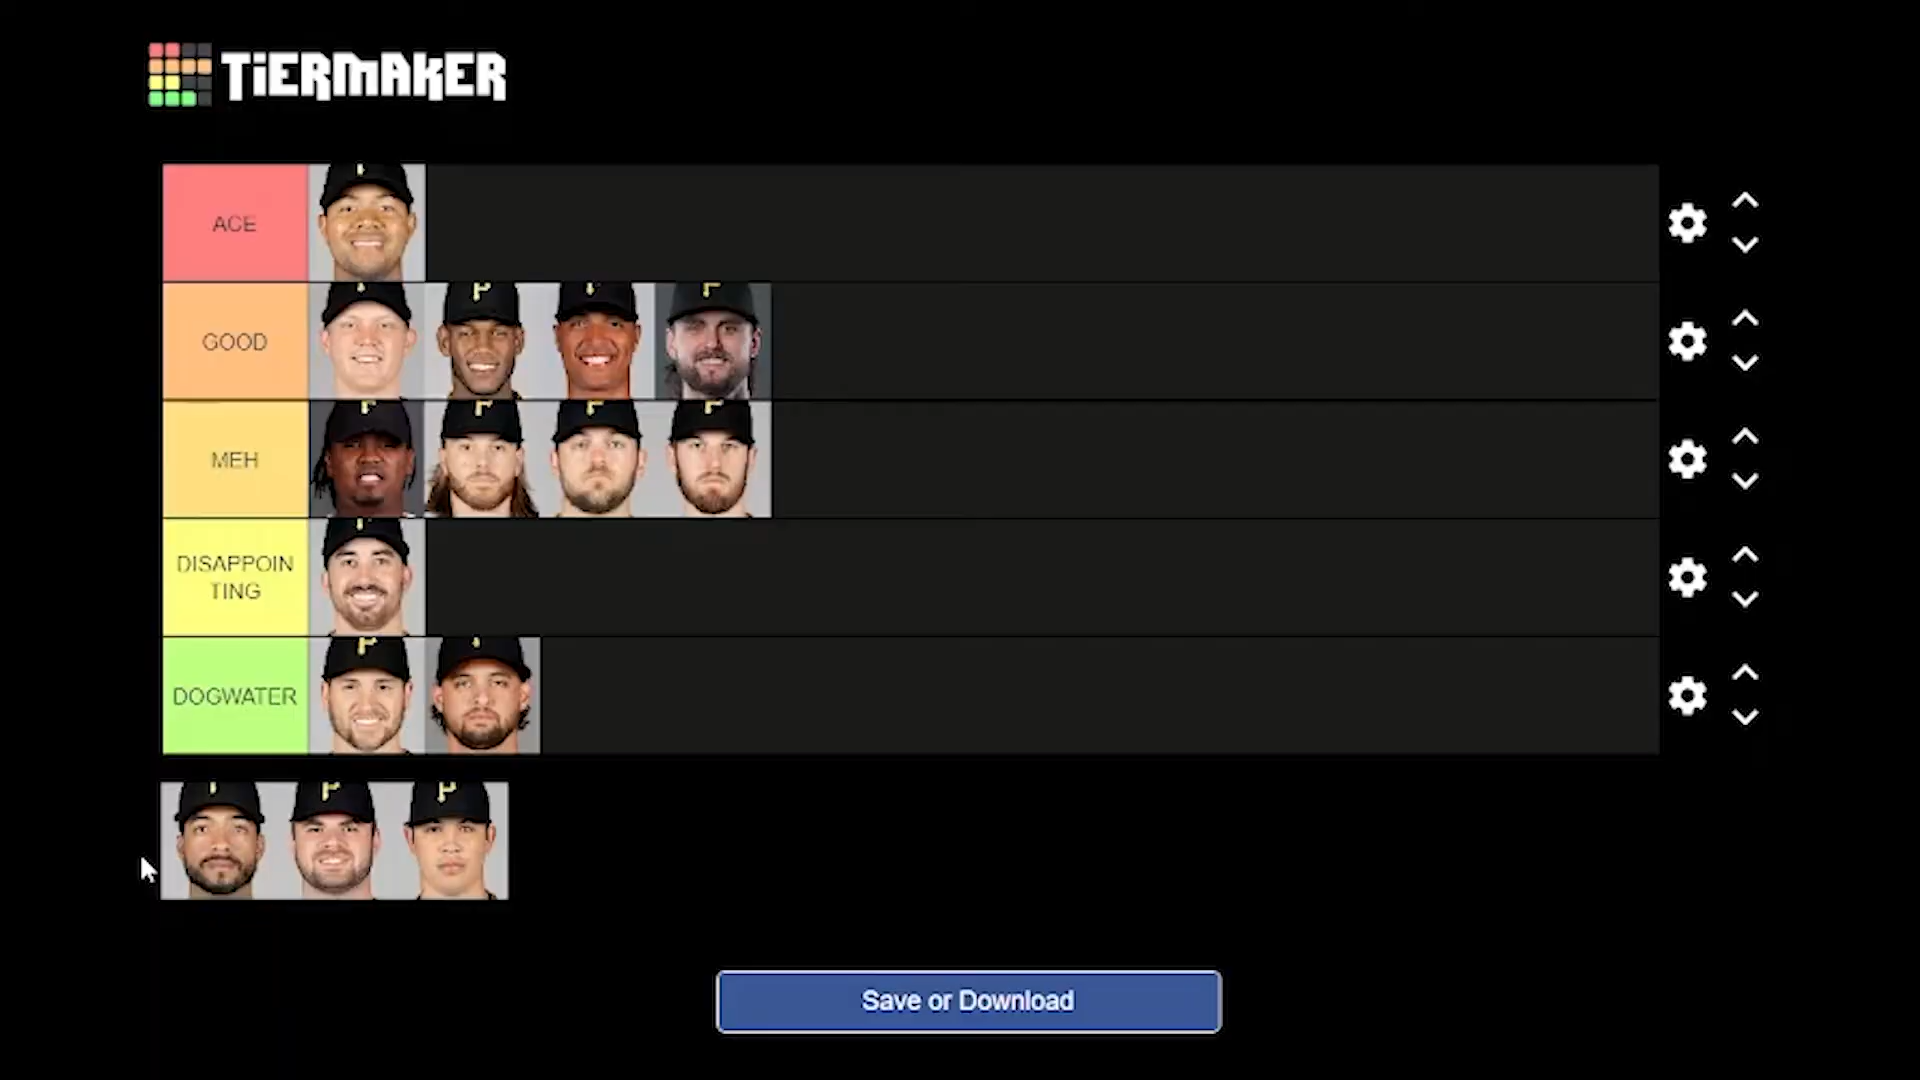 TiERMAKER
ACE
GOOD
MEH
DISAPPOIN
TING
DOGWATER
Save or Download